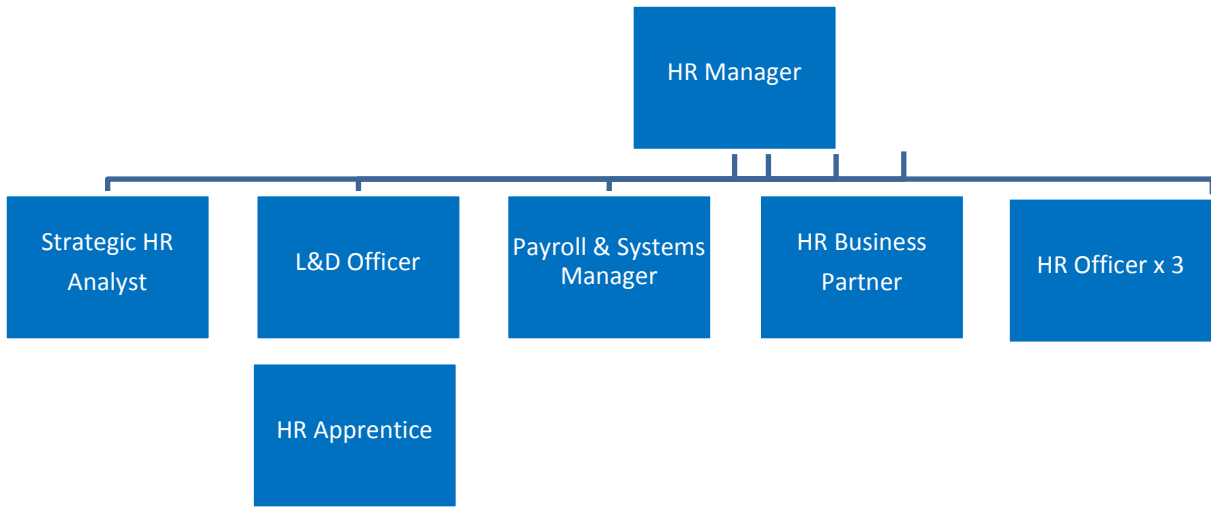 HR Manager
Strategic HR
Analyst
L&D Officer
Payroll & Systems
Manager
HR Business
Partner
HR Officer x 3
HR Apprentice